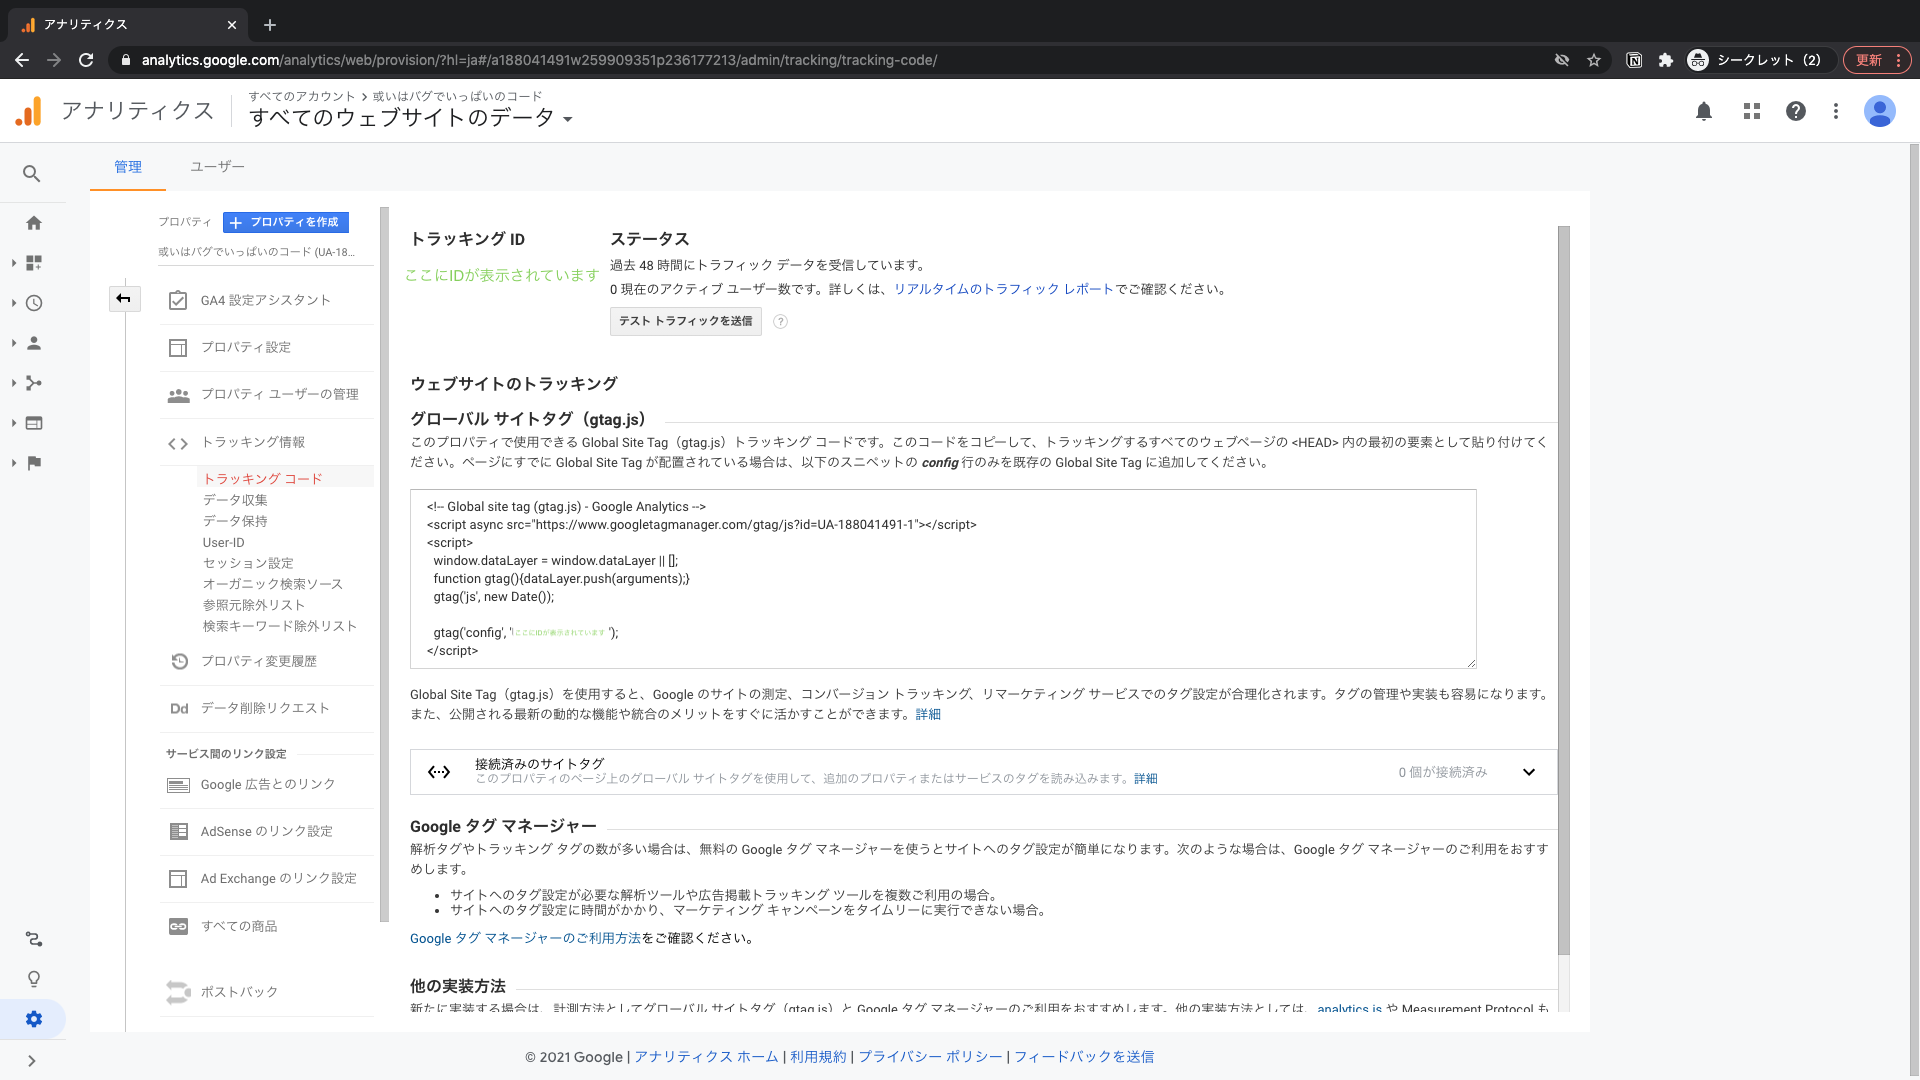 アナリティクス
analytics.google.com/analytics/web/provision/?hl=ja#/a188041491w259909351p236177213/admin/tracking/tracking-code/
シークレット（2）
更新
アナリティクス
すべてのアカウント > 或いはバグでいっぱいのコード
すべてのウェブサイトのデータ
管理
ユーザー
プロパティ
プロパティを作成
或いはバグでいっぱいのコード (UA-18...
GA4 設定アシスタント
プロパティ設定
プロパティ ユーザーの管理
トラッキング情報
トラッキング コード
データ収集
データ保持
User-ID
セッション設定
オーガニック検索ソース
参照元除外リスト
検索キーワード除外リスト
プロパティ変更履歴
Dd データ削除リクエスト
サービス間のリンク設定
Google 広告とのリンク
AdSense のリンク設定
Ad Exchange のリンク設定
すべての商品
ポストバック
トラッキング ID
ここにIDが表示されています
ステータス
過去 48 時間にトラフィック データを受信しています。
0 現在のアクティブ ユーザー数です。詳しくは、リアルタイムのトラフィック レポートでご確認ください。
テスト トラフィックを送信
?
ウェブサイトのトラッキング
グローバル サイトタグ（gtag.js）
このプロパティで使用できる Global Site Tag（gtag.js）トラッキング コードです。このコードをコピーして、トラッキングするすべてのウェブページの <HEAD> 内の最初の要素として貼り付けてく
ださい。ページにすでに Global Site Tag が配置されている場合は、以下のスニペットの config 行のみを既存の Global Site Tag に追加してください。
<!-- Global site tag (gtag.js) - Google Analytics -->
<script async src="https://www.googletagmanager.com/gtag/js?id=UA-188041491-1"></script>
<script>
window.dataLayer = window.dataLayer || [];
function gtag(){dataLayer.push(arguments);}
gtag('js', new Date());
gtag('config', 'ここにIDが表示されています');
</script>
Global Site Tag（gtag.js）を使用すると、Google のサイトの測定、コンバージョン トラッキング、リマーケティング サービスでのタグ設定が合理化されます。タグの管理や実装も容易になります。
また、公開される最新の動的な機能や統合のメリットをすぐに活かすことができます。詳細
接続済みのサイトタグ
このプロパティのページ上のグローバル サイトタグを使用して、追加のプロパティまたはサービスのタグを読み込みます。詳細
0 個が接続済み
Google タグ マネージャー
解析タグやトラッキング タグの数が多い場合は、無料の Google タグ マネージャーを使うとサイトへのタグ設定が簡単になります。次のような場合は、Google タグ マネージャーのご利用をおすす
めします。
• サイトへのタグ設定が必要な解析ツールや広告掲載トラッキング ツールを複数ご利用の場合。
• サイトへのタグ設定に時間がかかり、マーケティング キャンペーンをタイムリーに実行できない場合。
Google タグ マネージャーのご利用方法をご確認ください。
他の実装方法
新たに実装する場合は、計測方法としてグローバル サイトタグ（gtag.js）と Google タグ マネージャーのご利用をおすすめします。他の実装方法としては、analytics.js や Measurement Protocol も
© 2021 Google | アナリティクス ホーム | 利用規約 | プライバシー ポリシー | フィードバックを送信